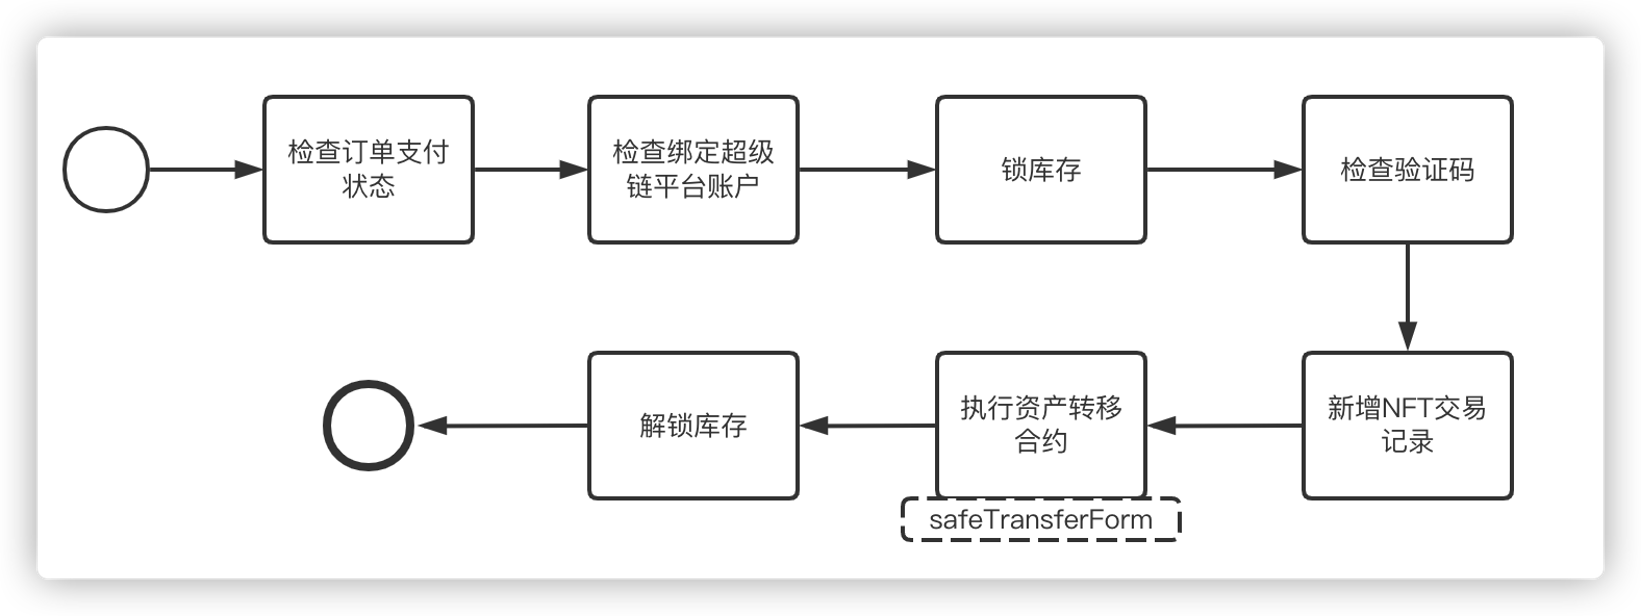 检查订单支付
状态
检查绑定超级
链平台账户
锁库存
检查验证码
新增NFT交易
记录
执行资产转移
合约
safeTransferForm
解锁库存